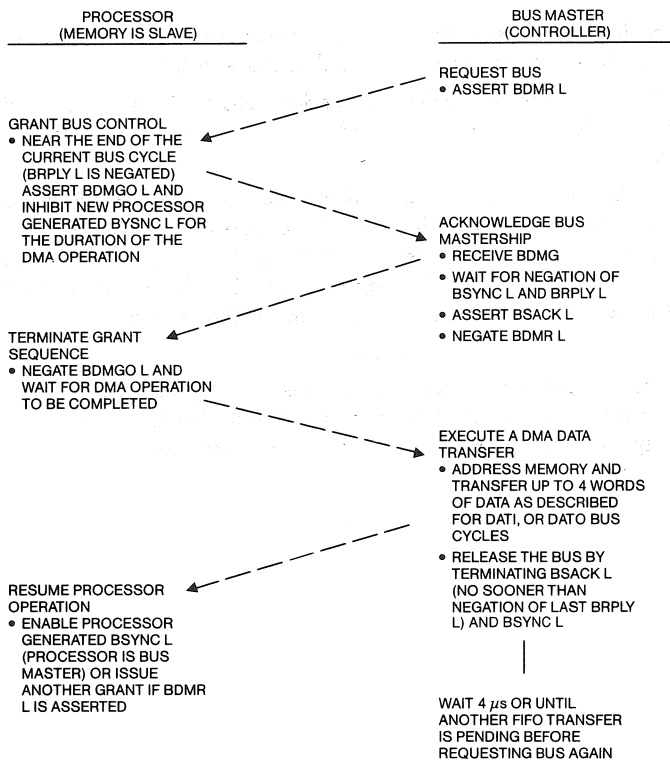 PROCESSOR
(MEMORY IS SLAVE)
BUS MASTER
(CONTROLLER)
REQUEST BUS
• ASSERT BDMR L
GRANT BUS CONTROL
• NEAR THE END OF THE
CURRENT BUS CYCLE
(BRPLY L IS NEGATED)
ASSERT BDMGO L AND
INHIBIT NEW PROCESSOR
GENERATED BYSNC L FOR
THE DURATION OF THE
DMA OPERATION
ACKNOWLEDGE BUS
MASTERSHIP
• RECEIVE BDMG
• WAIT FOR NEGATION OF
BSYNC L AND BRPLY L
• ASSERT BSACK L
• NEGATE BDMR L
TERMINATE GRANT
SEQUENCE
• NEGATE BDMGO L AND
WAIT FOR DMA OPERATION
TO BE COMPLETED
EXECUTE A DMA DATA
TRANSFER
• ADDRESS MEMORY AND
TRANSFER UP TO 4 WORDS
OF DATA AS DESCRIBED
FOR DATI, OR DATO BUS
CYCLES
• RELEASE THE BUS BY
TERMINATING BSACK L
(NO SOONER THAN
NEGATION OF LAST BRPLY
L) AND BSYNC L
RESUME PROCESSOR
OPERATION
• ENABLE PROCESSOR
GENERATED BSYNC L
(PROCESSOR IS BUS
MASTER) OR ISSUE
ANOTHER GRANT IF BDMR
L IS ASSERTED
WAIT 4 µs OR UNTIL
ANOTHER FIFO TRANSFER
IS PENDING BEFORE
REQUESTING BUS AGAIN